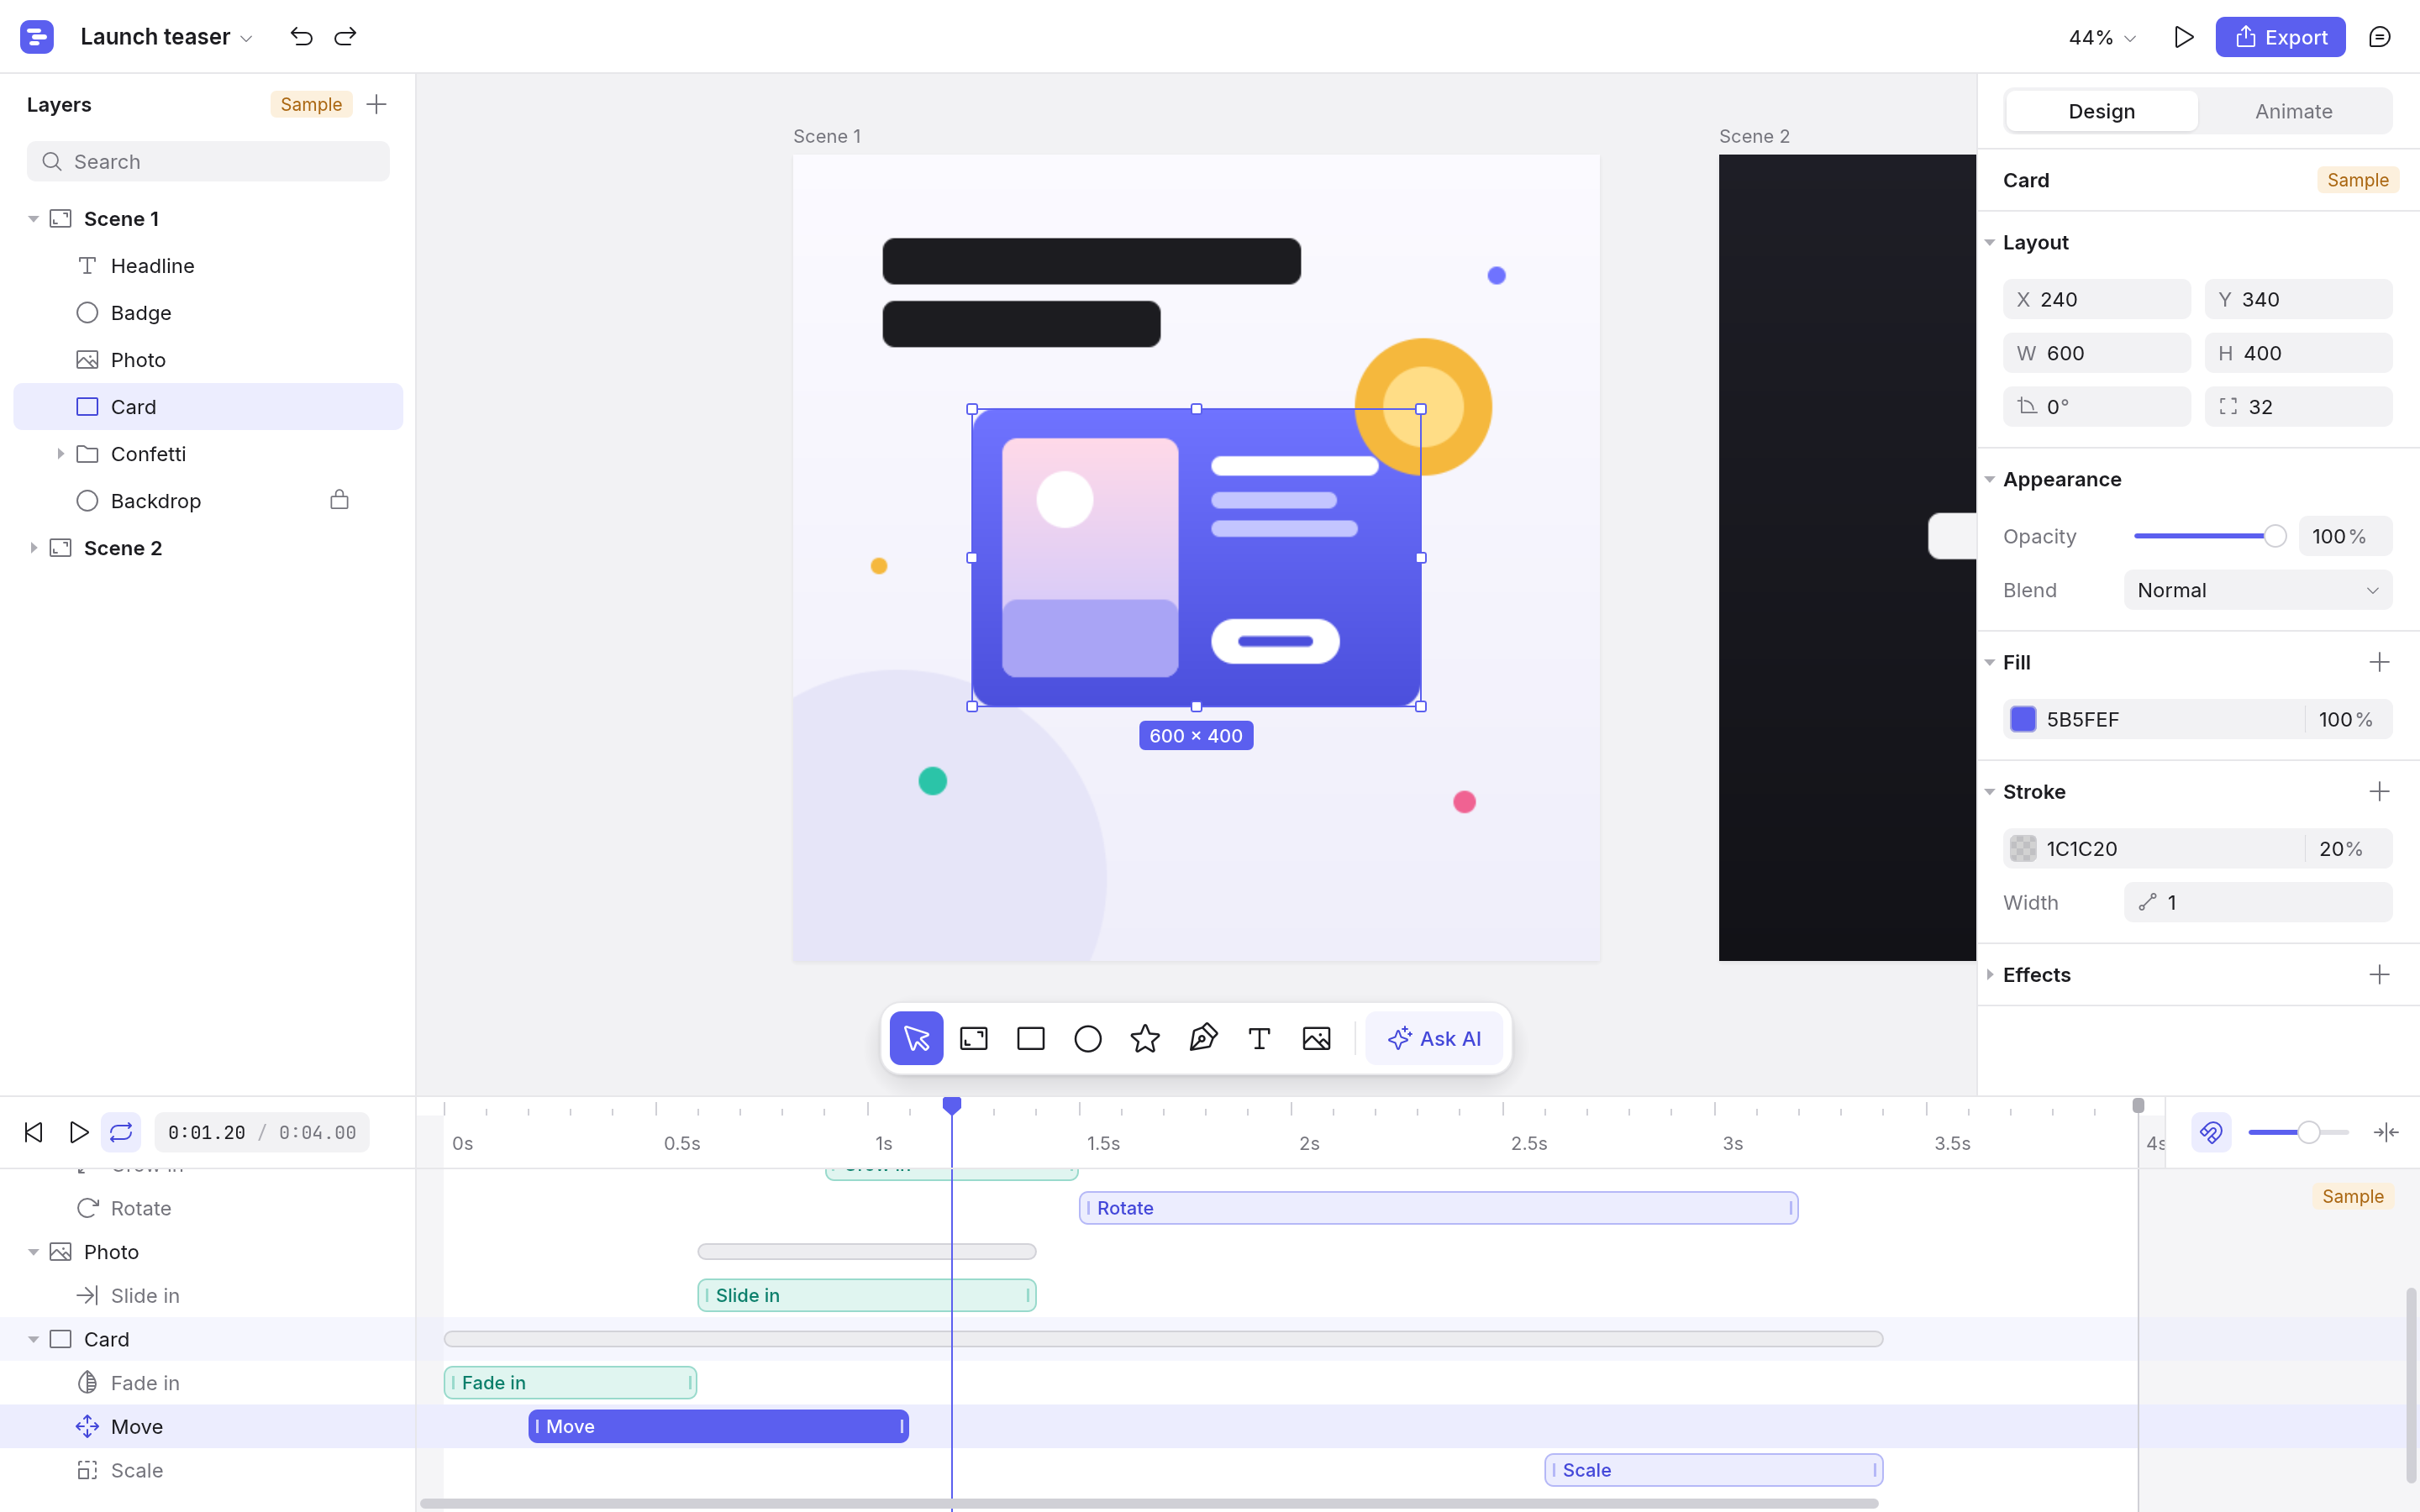 Launch teaser
44%
Export
Layers
Sample
Search
Scene 1
Headline
Badge
Photo
Card
Confetti
Backdrop
Scene 2
Scene 1
Scene 2
600 × 400
Ask AI
Design
Animate
Card
Sample
Layout
X 240
Y 340
W 600
H 400
0°
32
Appearance
Opacity
100%
Blend
Normal
Fill
5B5FEF
100%
Stroke
1C1C20
20%
Width
1
Effects
0:01.20 / 0:04.00
0s
0.5s
1s
1.5s
2s
2.5s
3s
3.5s
4s
Rotate
Rotate
Sample
Photo
Slide in
Slide in
Card
Fade in
Fade in
Move
Move
Scale
Scale